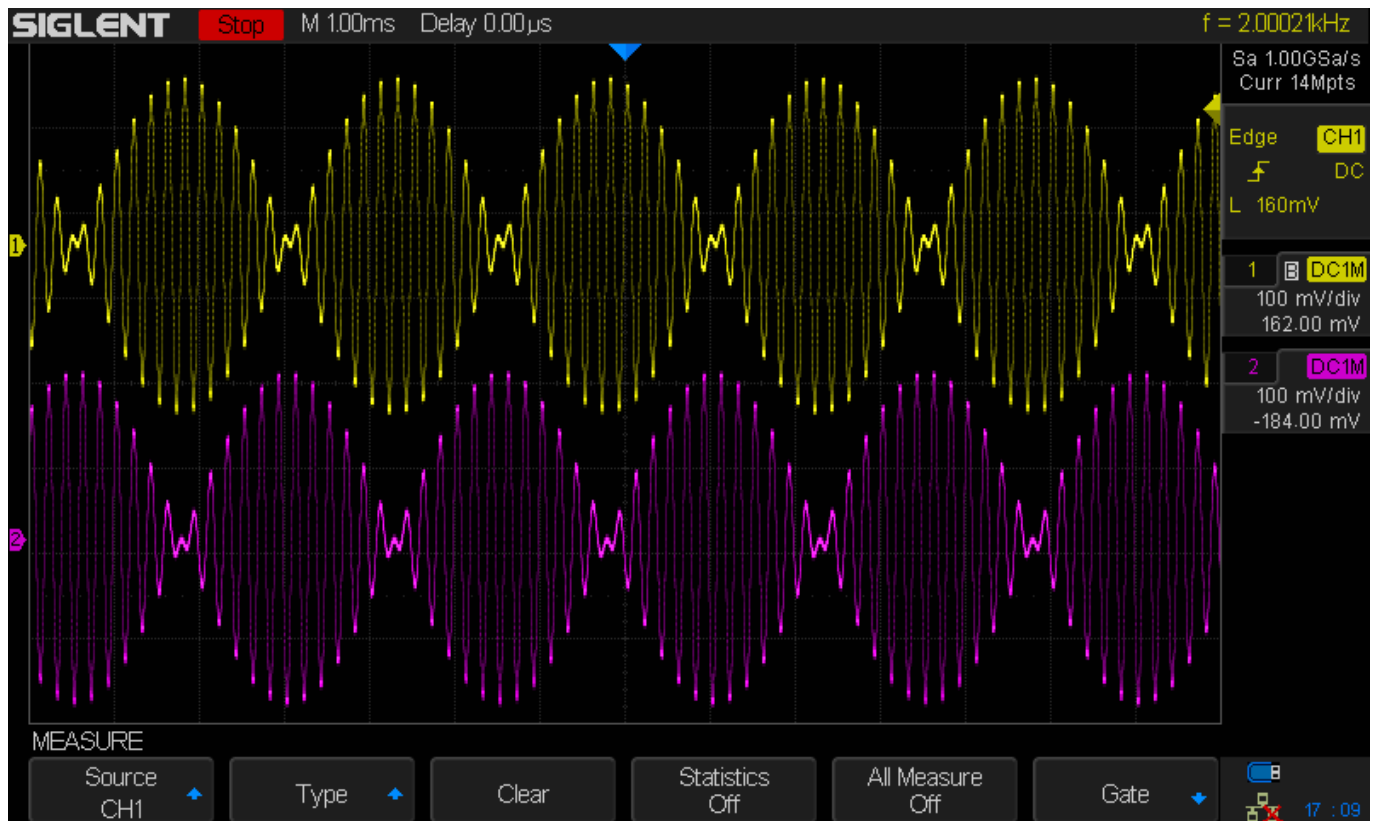 SIGLENT Stop M 1.00ms Delay 0.00µs f = 2.00021kHz
Sa 1.00GSa/s
Curr 14Mpts
Edge CH1
DC
L 160mV
1 B DC1M
100 mV/div
162.00 mV
2 DC1M
100 mV/div
-184.00 mV
1
2
MEASURE
Source
CH1
Type
Clear
Statistics
Off
All Measure
Off
Gate
17 : 09